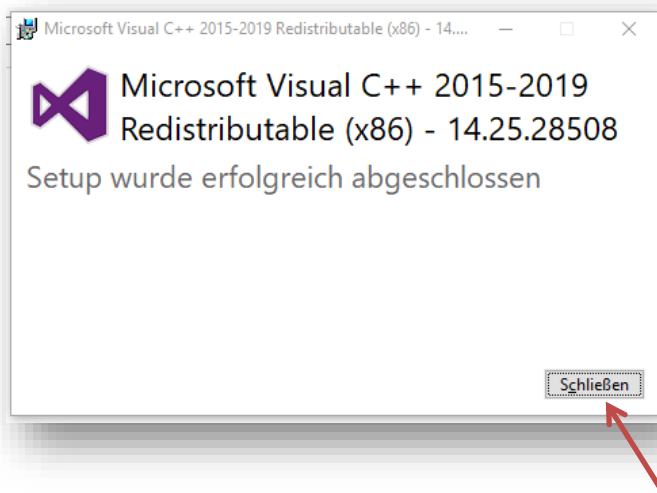 Microsoft Visual C++ 2015-2019 Redistributable (x86) - 14....
Microsoft Visual C++ 2015-2019
Redistributable (x86) - 14.25.28508
Setup wurde erfolgreich abgeschlossen
Schließen